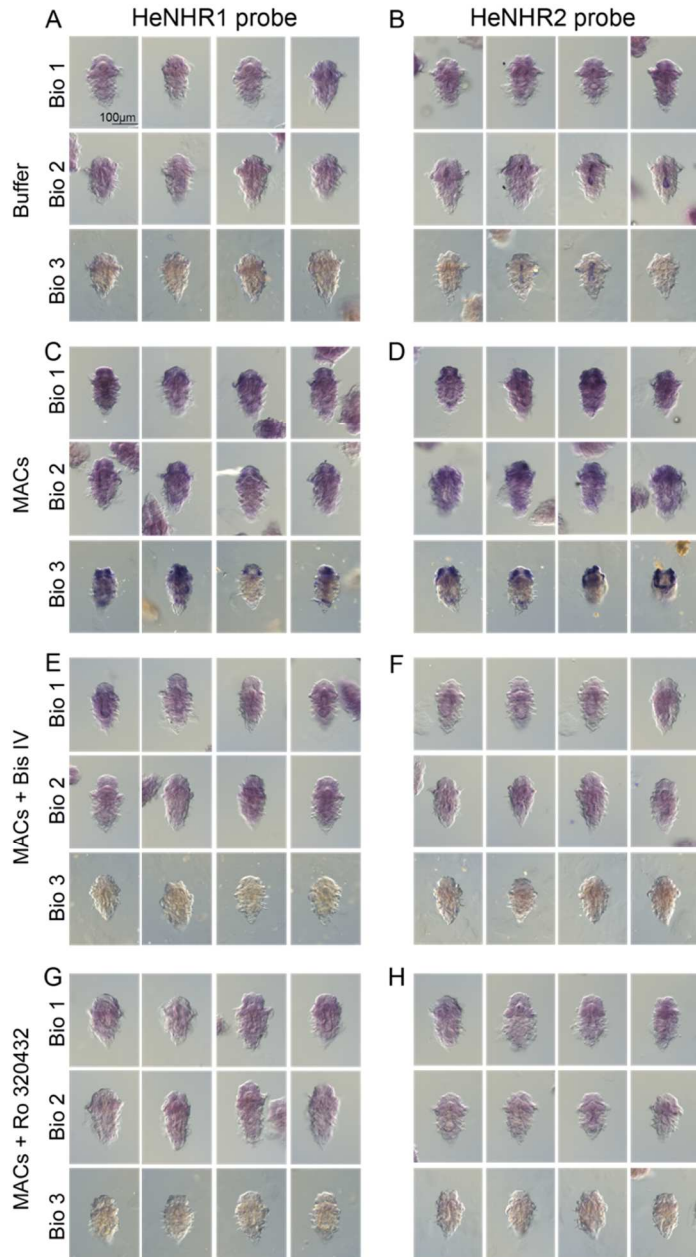 HeNHR1 probe
HeNHR2 probe
A
B
Buffer
Bio 1
100µm
Bio 2
Bio 3
C
D
MACs
Bio 1
Bio 2
Bio 3
E
F
MACs + Bis IV
Bio 1
Bio 2
Bio 3
G
H
MACs + Ro 320432
Bio 1
Bio 2
Bio 3